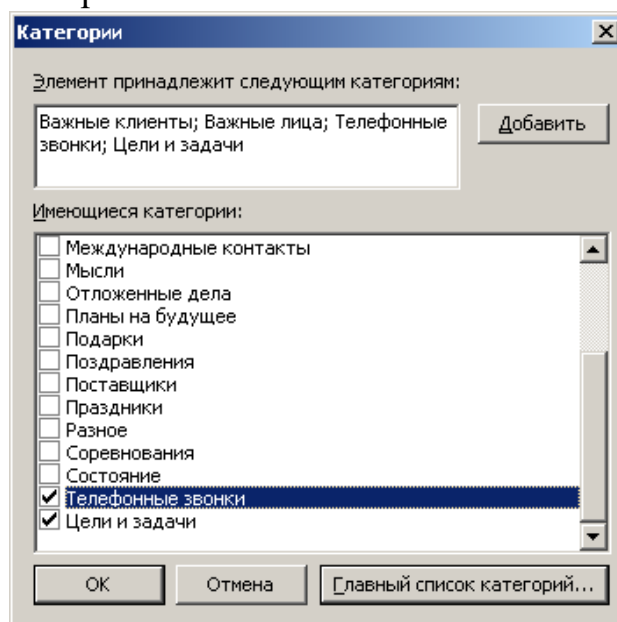 Категории
Элемент принадлежит следующим категориям:
Важные клиенты; Важные лица; Телефонные
звонки; Цели и задачи
Добавить
Имеющиеся категории:
Международные контакты
Мысли
Отложенные дела
Планы на будущее
Подарки
Поздравления
Поставщики
Праздники
Разное
Соревнования
Состояние
Телефонные звонки
Цели и задачи
ОК
Отмена
Главный список категорий...